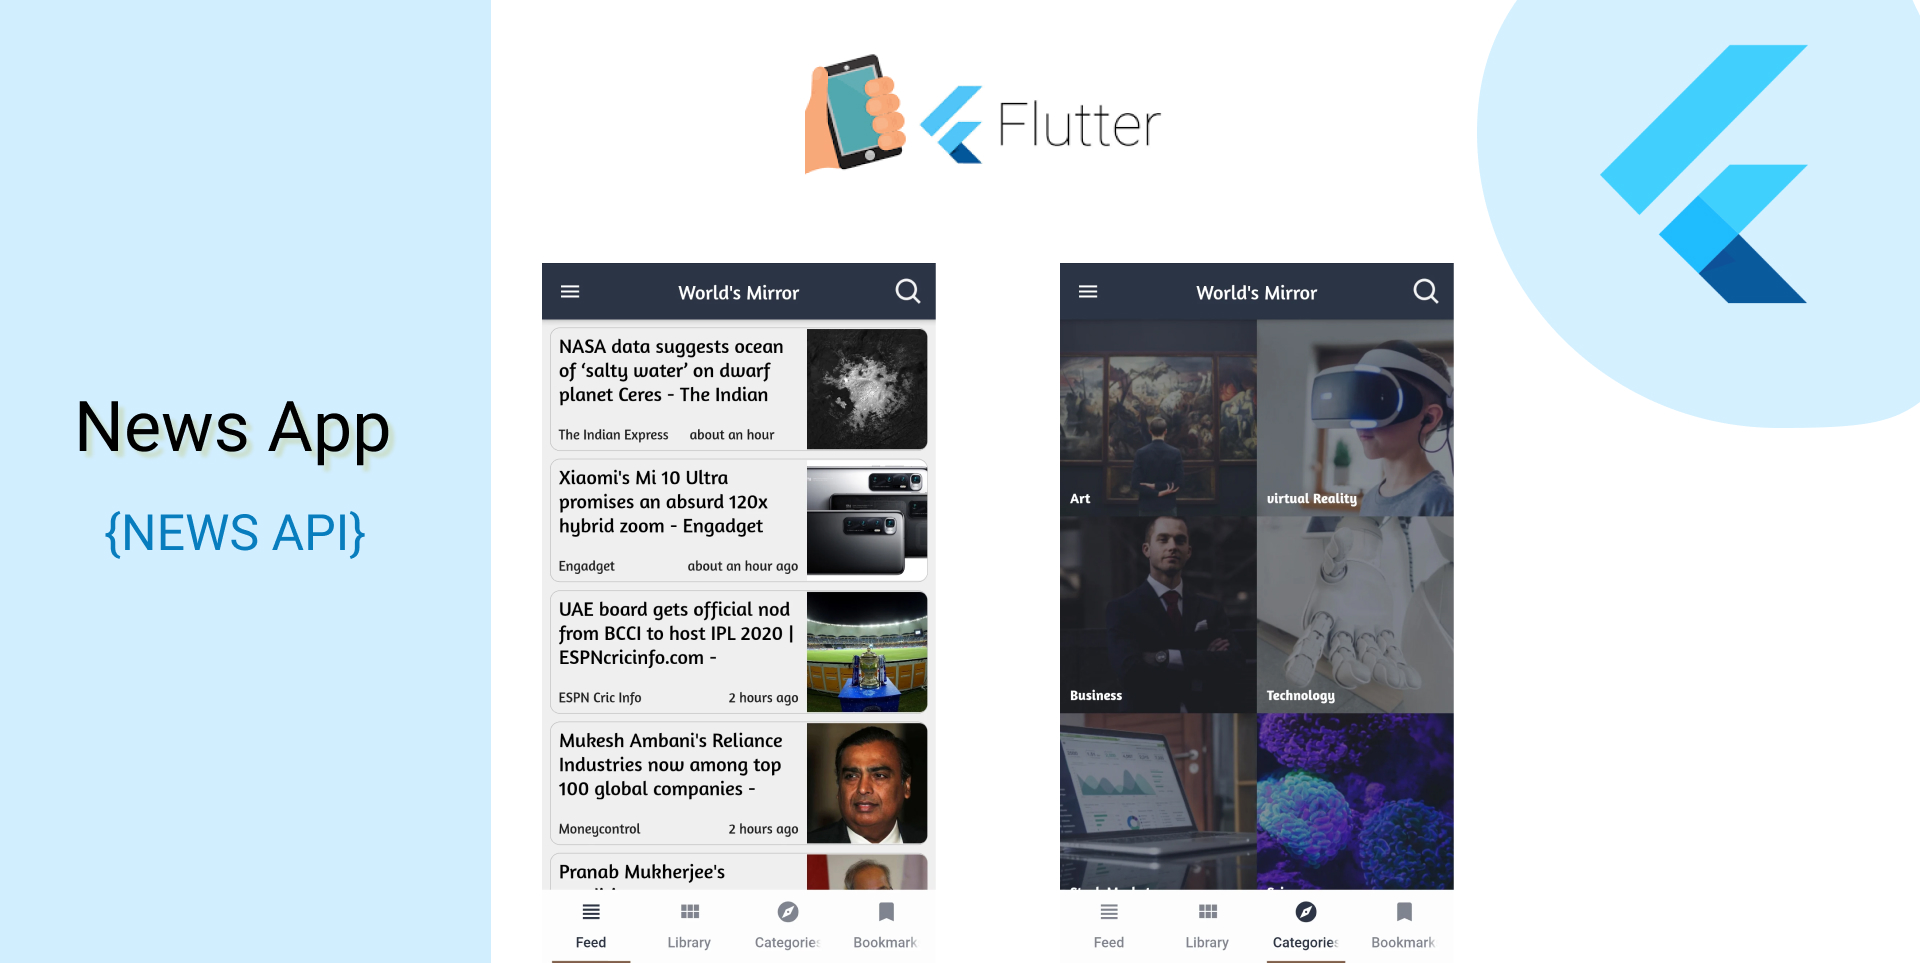 News App
{NEWS API}
Flutter
World's Mirror
NASA data suggests ocean
of ‘salty water’ on dwarf
planet Ceres - The Indian
The Indian Express about an hour
Xiaomi's Mi 10 Ultra
promises an absurd 120x
hybrid zoom - Engadget
Engadget about an hour ago
UAE board gets official nod
from BCCI to host IPL 2020 |
ESPNcricinfo.com -
ESPN Cric Info 2 hours ago
Mukesh Ambani's Reliance
Industries now among top
100 global companies -
Moneycontrol 2 hours ago
Pranab Mukherjee's
Feed Library Categories Bookmark
World's Mirror
Art virtual Reality
Business Technology
Feed Library Categories Bookmark